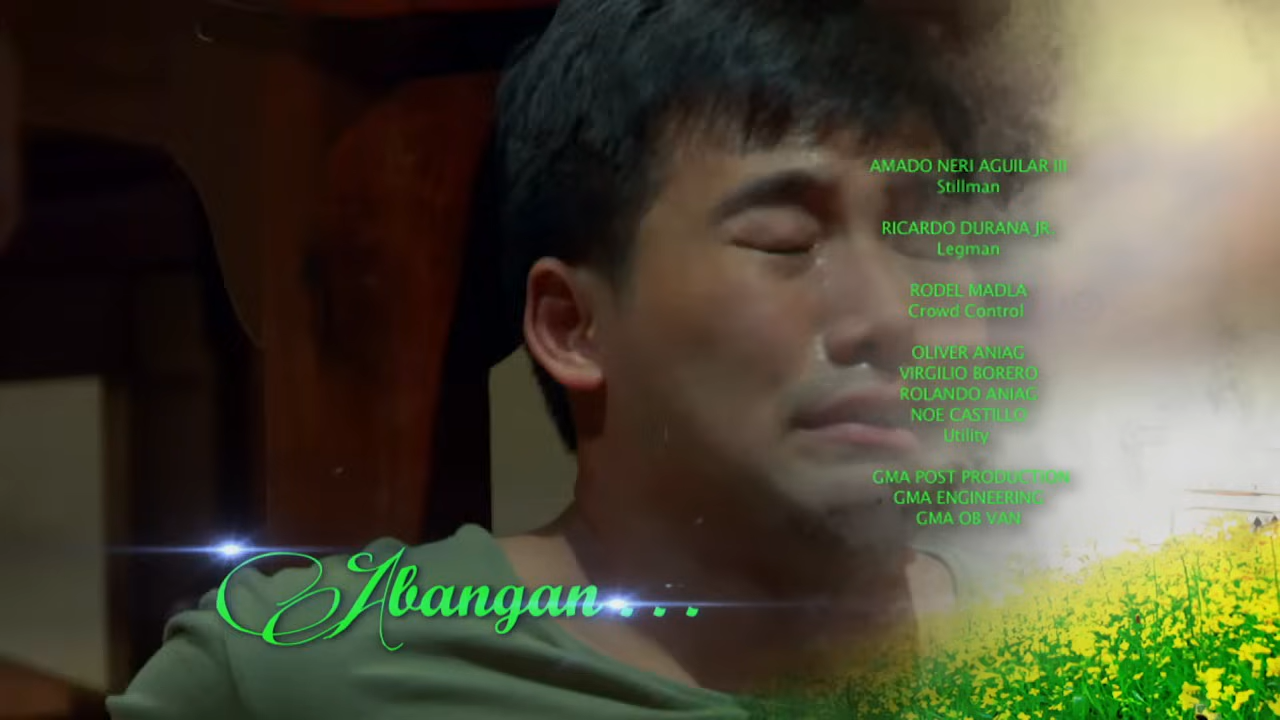 AMADO NERI AGUILAR III
Stillman
RICARDO DURANA JR.
Legman
RODEL MADLA
Crowd Control
OLIVER ANIAG
VIRGILIO BORERO
ROLANDO ANIAG
NOE CASTILLO
Utility
GMA POST PRODUCTION
GMA ENGINEERING
GMA OB VAN
Abangan . . .